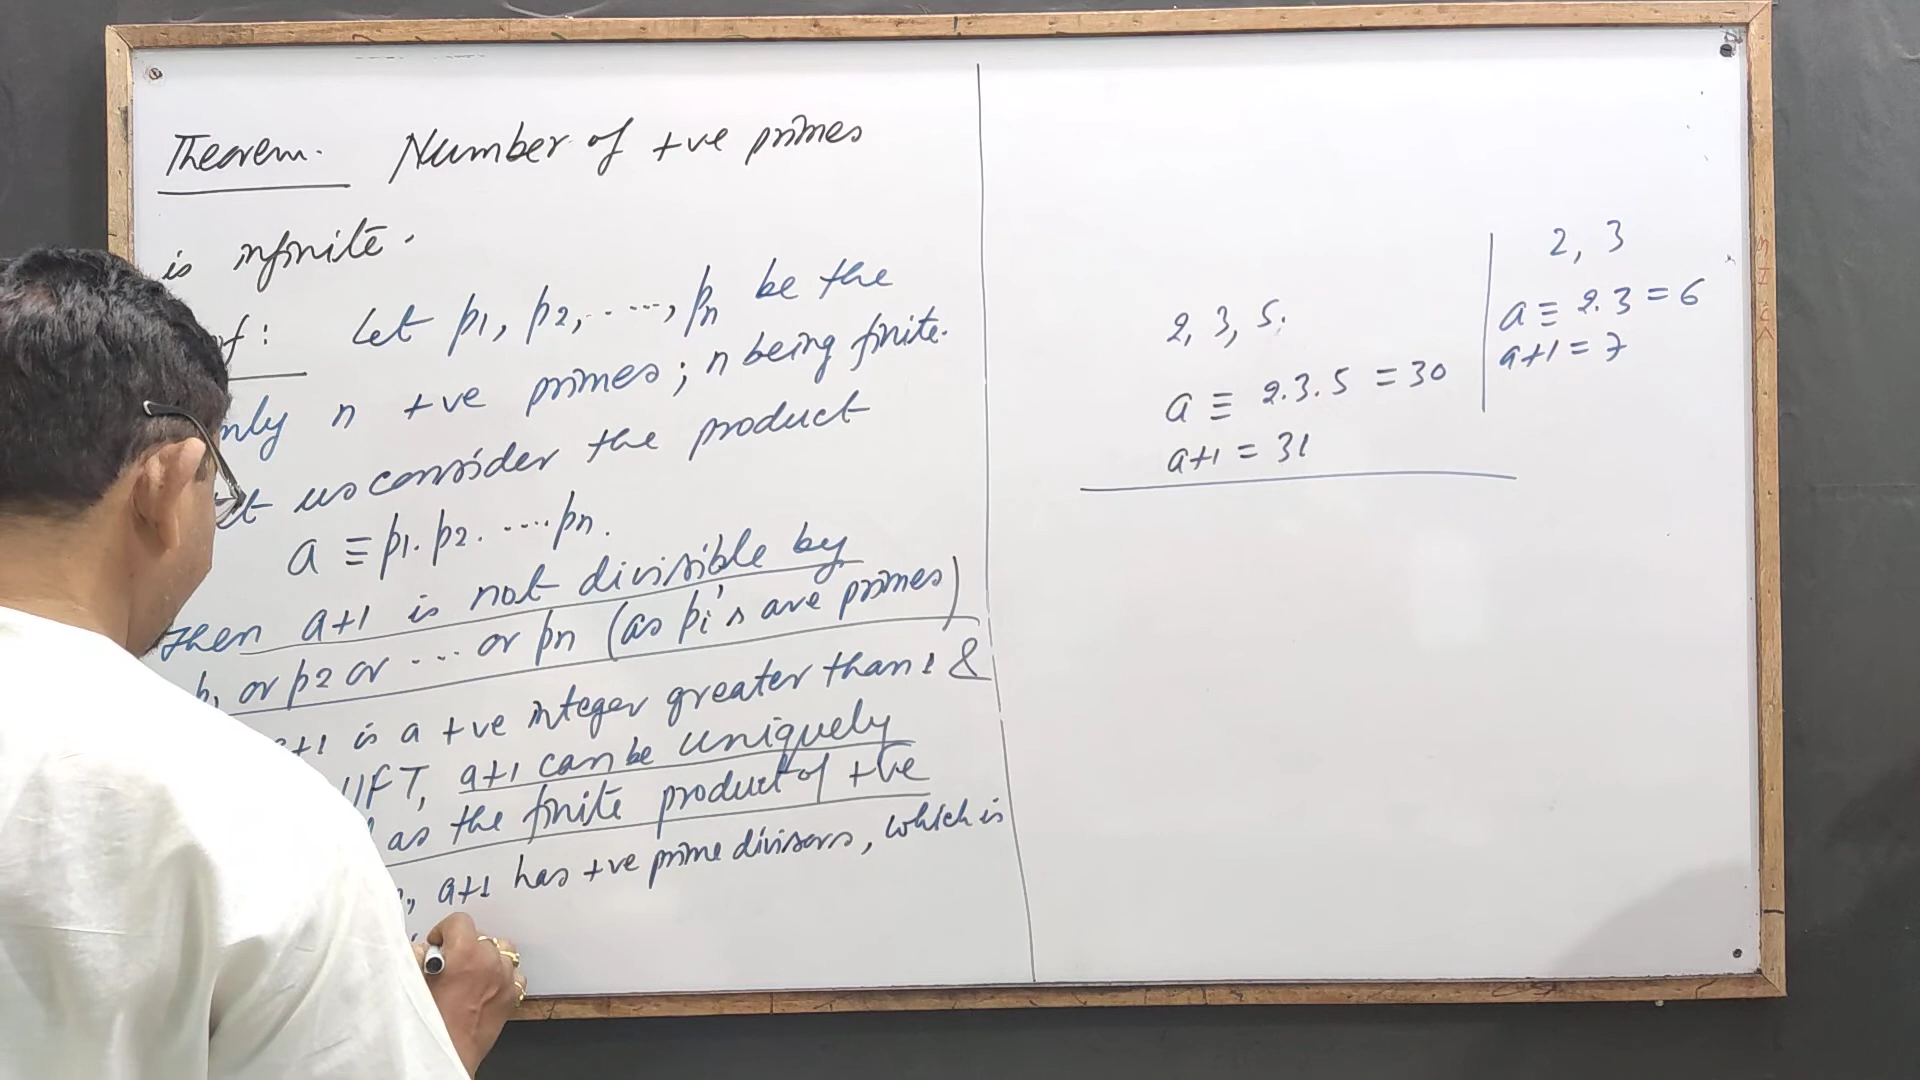 Theorem. Number of +ve primes
is infinite.
Let p1, p2, ....., pn be the
n +ve primes; n being finite.
us consider the product
a ≡ p1. p2. ..... pn.
Then a+1 is not divisible by
p1 or p2 or .... or pn (as pi's are primes)
a+1 is a +ve integer greater than 1 &
UFT, a+1 can be uniquely
as the finite product of +ve
a+1 has +ve prime divisors, which is
2, 3, 5.
a ≡ 2.3.5 = 30
a+1 = 31
2, 3
a ≡ 2.3 = 6
a+1 = 7